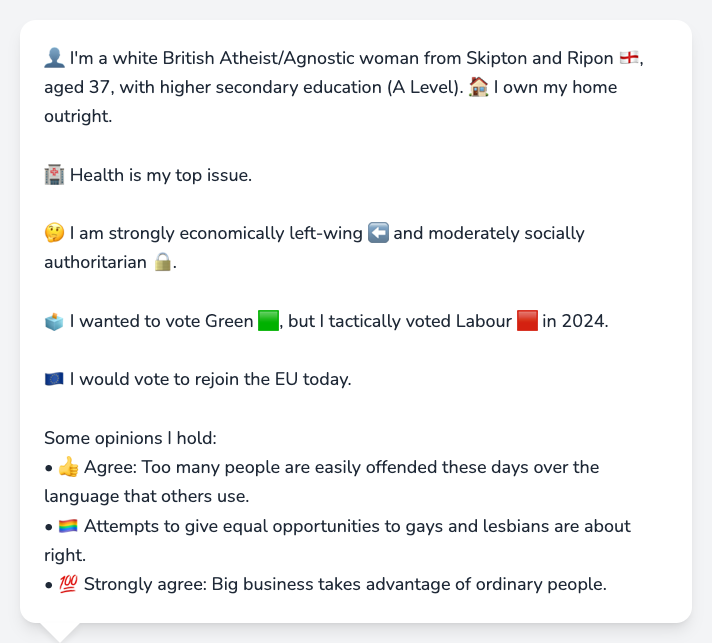 👤 I'm a white British Atheist/Agnostic woman from Skipton and Ripon 🏴󠁧󠁢󠁥󠁮󠁧󠁿,
aged 37, with higher secondary education (A Level). 🏠 I own my home
outright.
🏥 Health is my top issue.
🤔 I am strongly economically left-wing ⬅️ and moderately socially
authoritarian 🔒.
🗳️ I wanted to vote Green 🟩, but I tactically voted Labour 🟥 in 2024.
🇪🇺 I would vote to rejoin the EU today.
Some opinions I hold:
• 👍 Agree: Too many people are easily offended these days over the
language that others use.
• 🏳️‍🌈 Attempts to give equal opportunities to gays and lesbians are about
right.
• 💯 Strongly agree: Big business takes advantage of ordinary people.